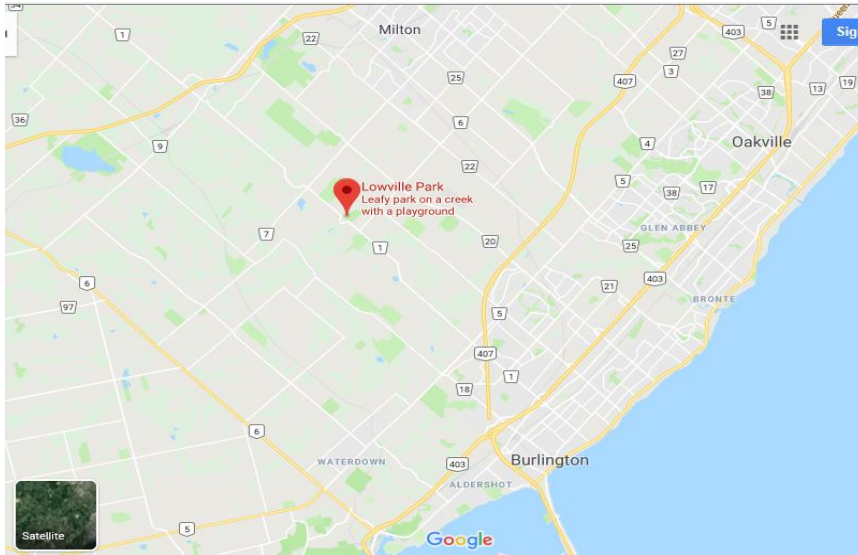 34
1
22
Milton
25
27
3
403
5
Sig
407
38
13
19
36
9
6
4
Oakville
22
Lowville Park
Leafy park on a creek
with a playground
5
38
17
7
1
20
GLEN ABBEY
25
6
97
21
403
BRONTE
5
407
18
1
6
WATERDOWN
403
Burlington
ALDERSHOT
5
Satellite
Google